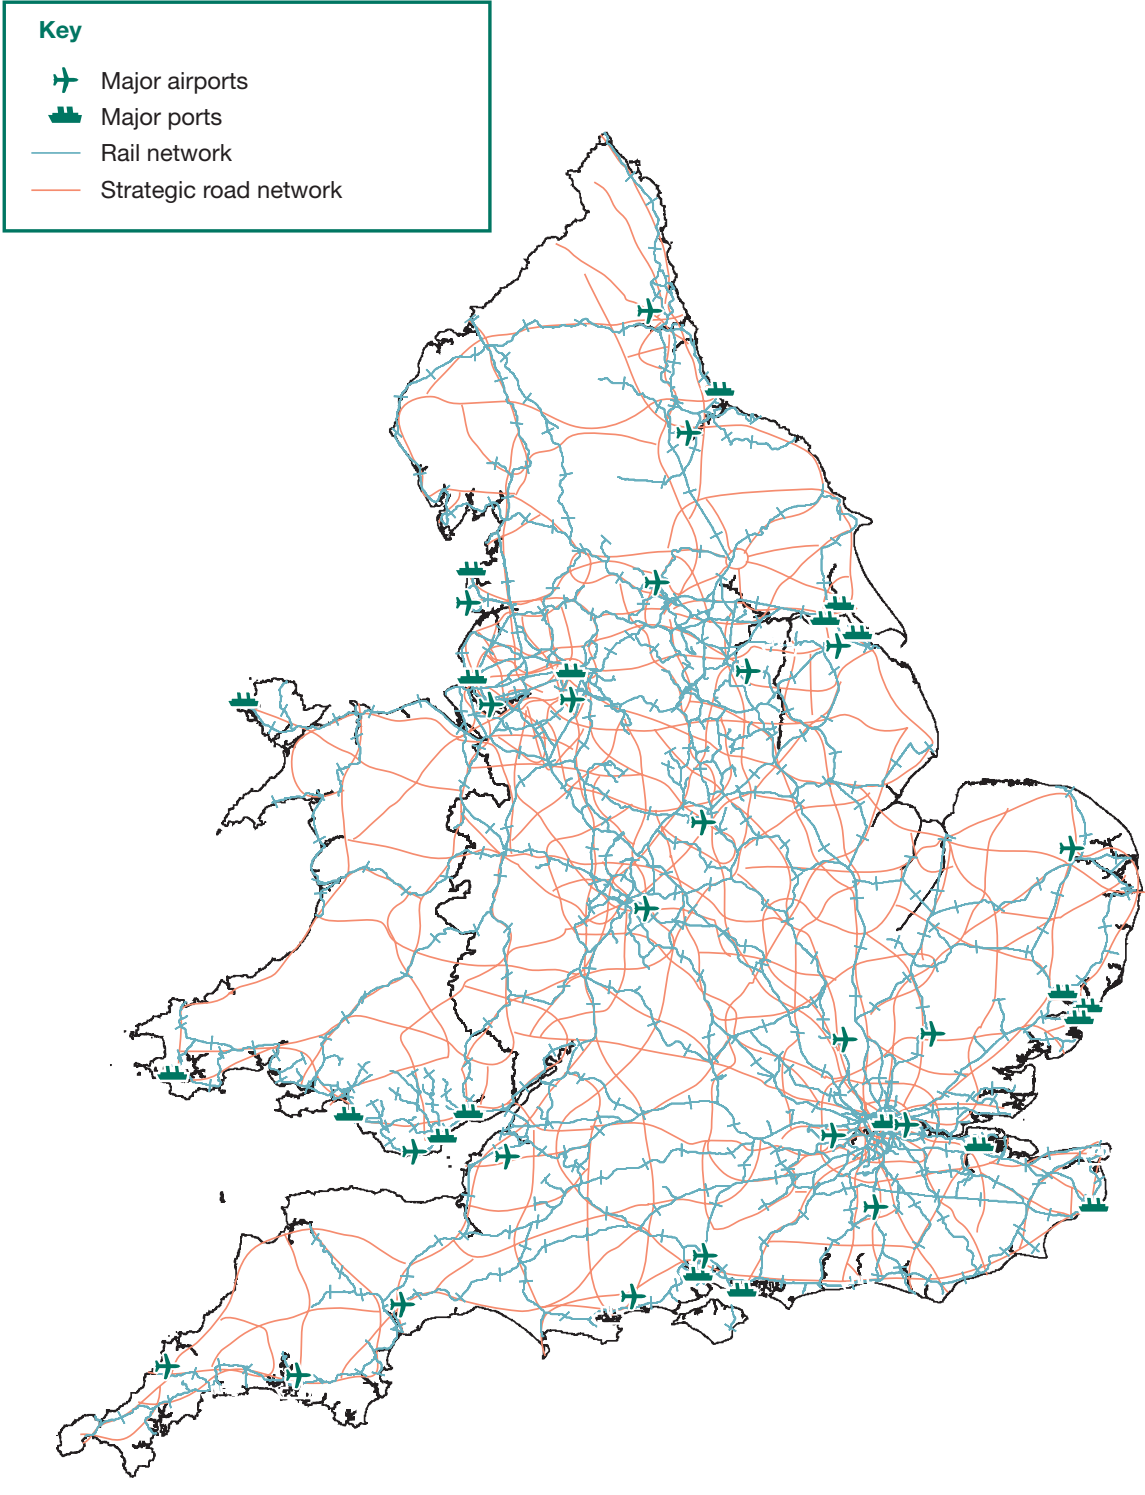 Key
Major airports
Major ports
Rail network
Strategic road network